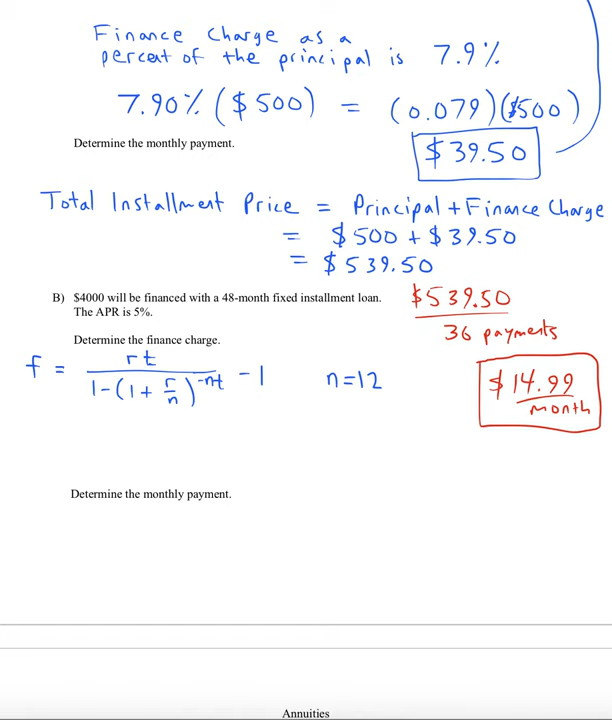 Finance Charge as a
percent of the principal is 7.9%
7.90% ($500) = (0.079)($500)
Determine the monthly payment.
$39.50
Total Installment Price = Principal + Finance Charge
= $500 + $39.50
= $539.50
B) $4000 will be financed with a 48-month fixed installment loan.
The APR is 5%.
$539.50
36 payments
Determine the finance charge.
f = rt / 1-(1+ r/n)^-nt - 1 n=12
$14.99
month
Determine the monthly payment.
Annuities